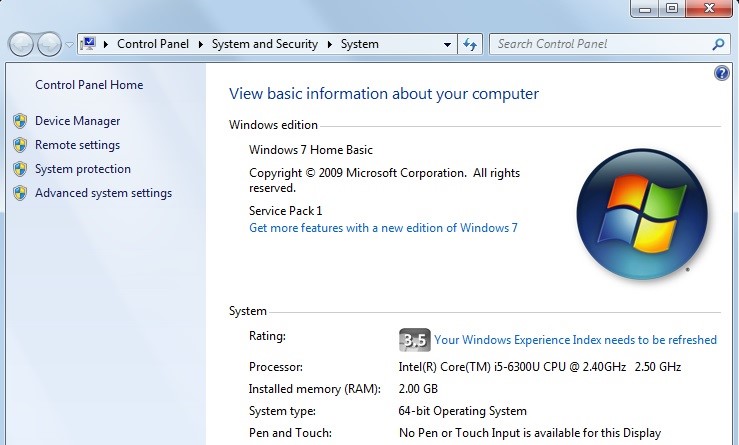 Control Panel System and Security System Search Control Panel
Control Panel Home
Device Manager
Remote settings
System protection
Advanced system settings
View basic information about your computer
Windows edition
Windows 7 Home Basic
Copyright © 2009 Microsoft Corporation. All rights
reserved.
Service Pack 1
Get more features with a new edition of Windows 7
System
Rating: 3.5 Your Windows Experience Index needs to be refreshed
Processor: Intel(R) Core(TM) i5-6300U CPU @ 2.40GHz 2.50 GHz
Installed memory (RAM): 2.00 GB
System type: 64-bit Operating System
Pen and Touch: No Pen or Touch Input is available for this Display